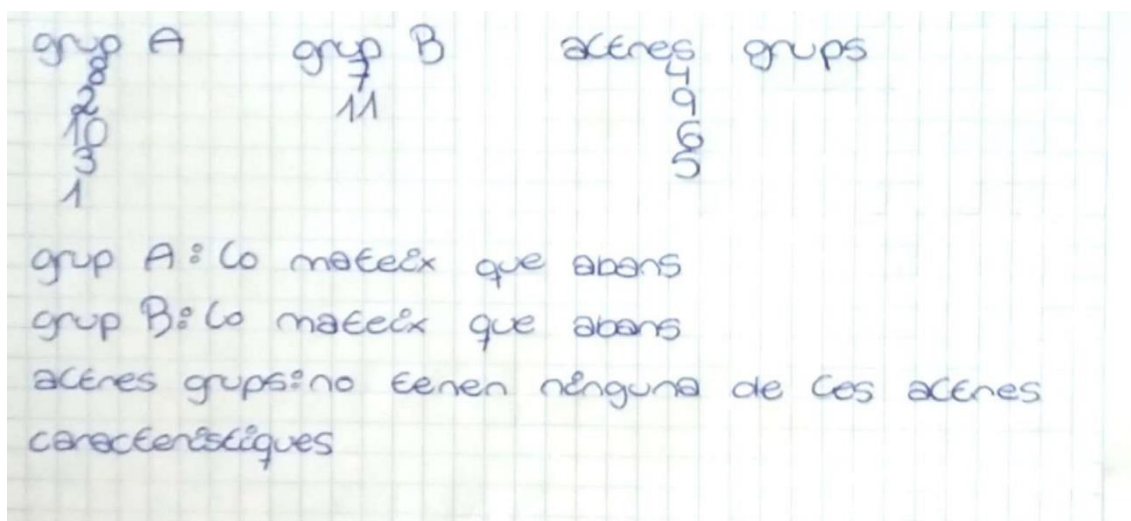 grup A grup B altres grups
8 7 4
2 11 9
10 6
3 5
1
grup A: lo mateix que abans
grup B: lo mateix que abans
altres grups: no tenen ninguna de les altres
característiques